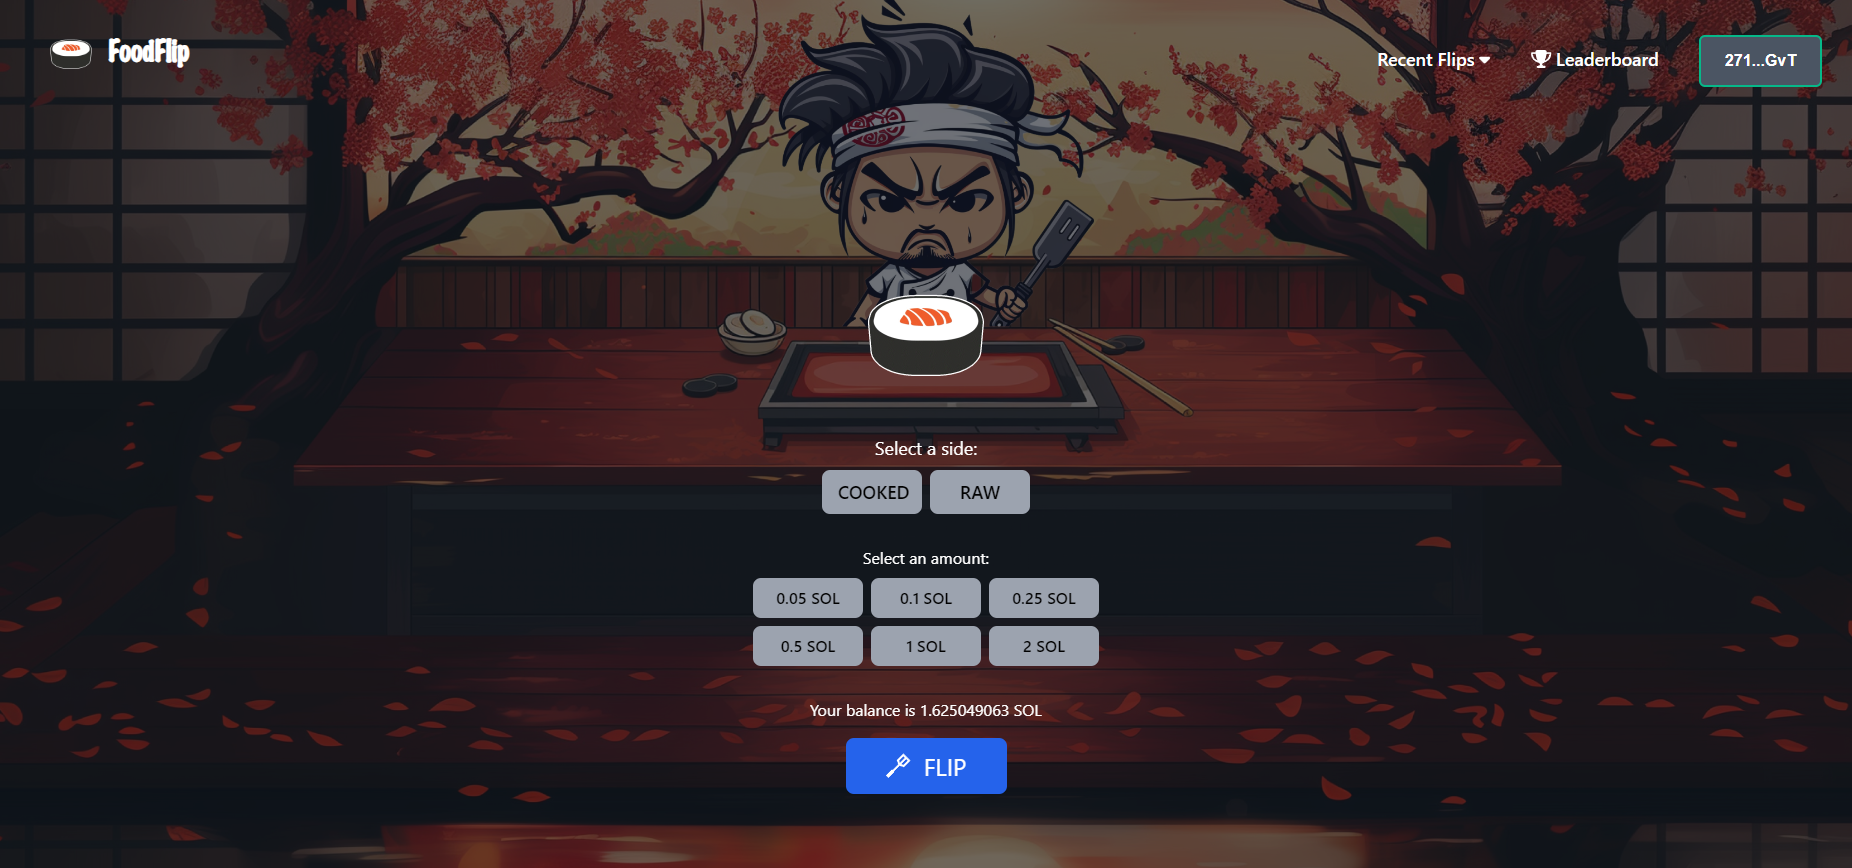 FoodFlip
Recent Flips
Leaderboard
271...GvT
Select a side:
COOKED
RAW
Select an amount:
0.05 SOL
0.1 SOL
0.25 SOL
0.5 SOL
1 SOL
2 SOL
Your balance is 1.625049063 SOL
FLIP